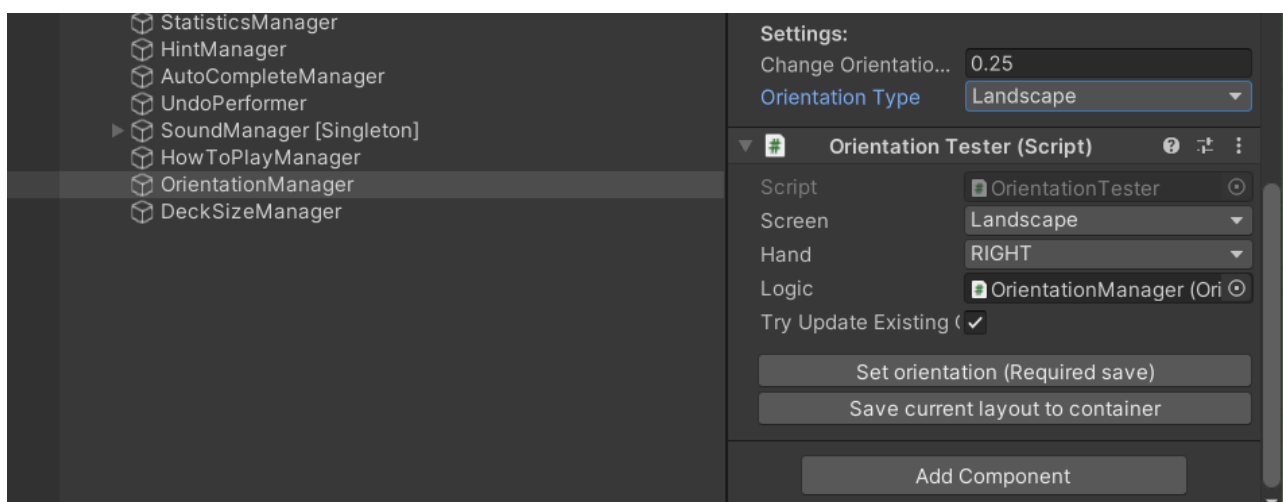 StatisticsManager
HintManager
AutoCompleteManager
UndoPerformer
SoundManager [Singleton]
HowToPlayManager
OrientationManager
DeckSizeManager
Settings:
Change Orientatio... 0.25
Orientation Type Landscape
# Orientation Tester (Script)
Script # OrientationTester
Screen Landscape
Hand RIGHT
Logic # OrientationManager (Ori
Try Update Existing (
Set orientation (Required save)
Save current layout to container
Add Component